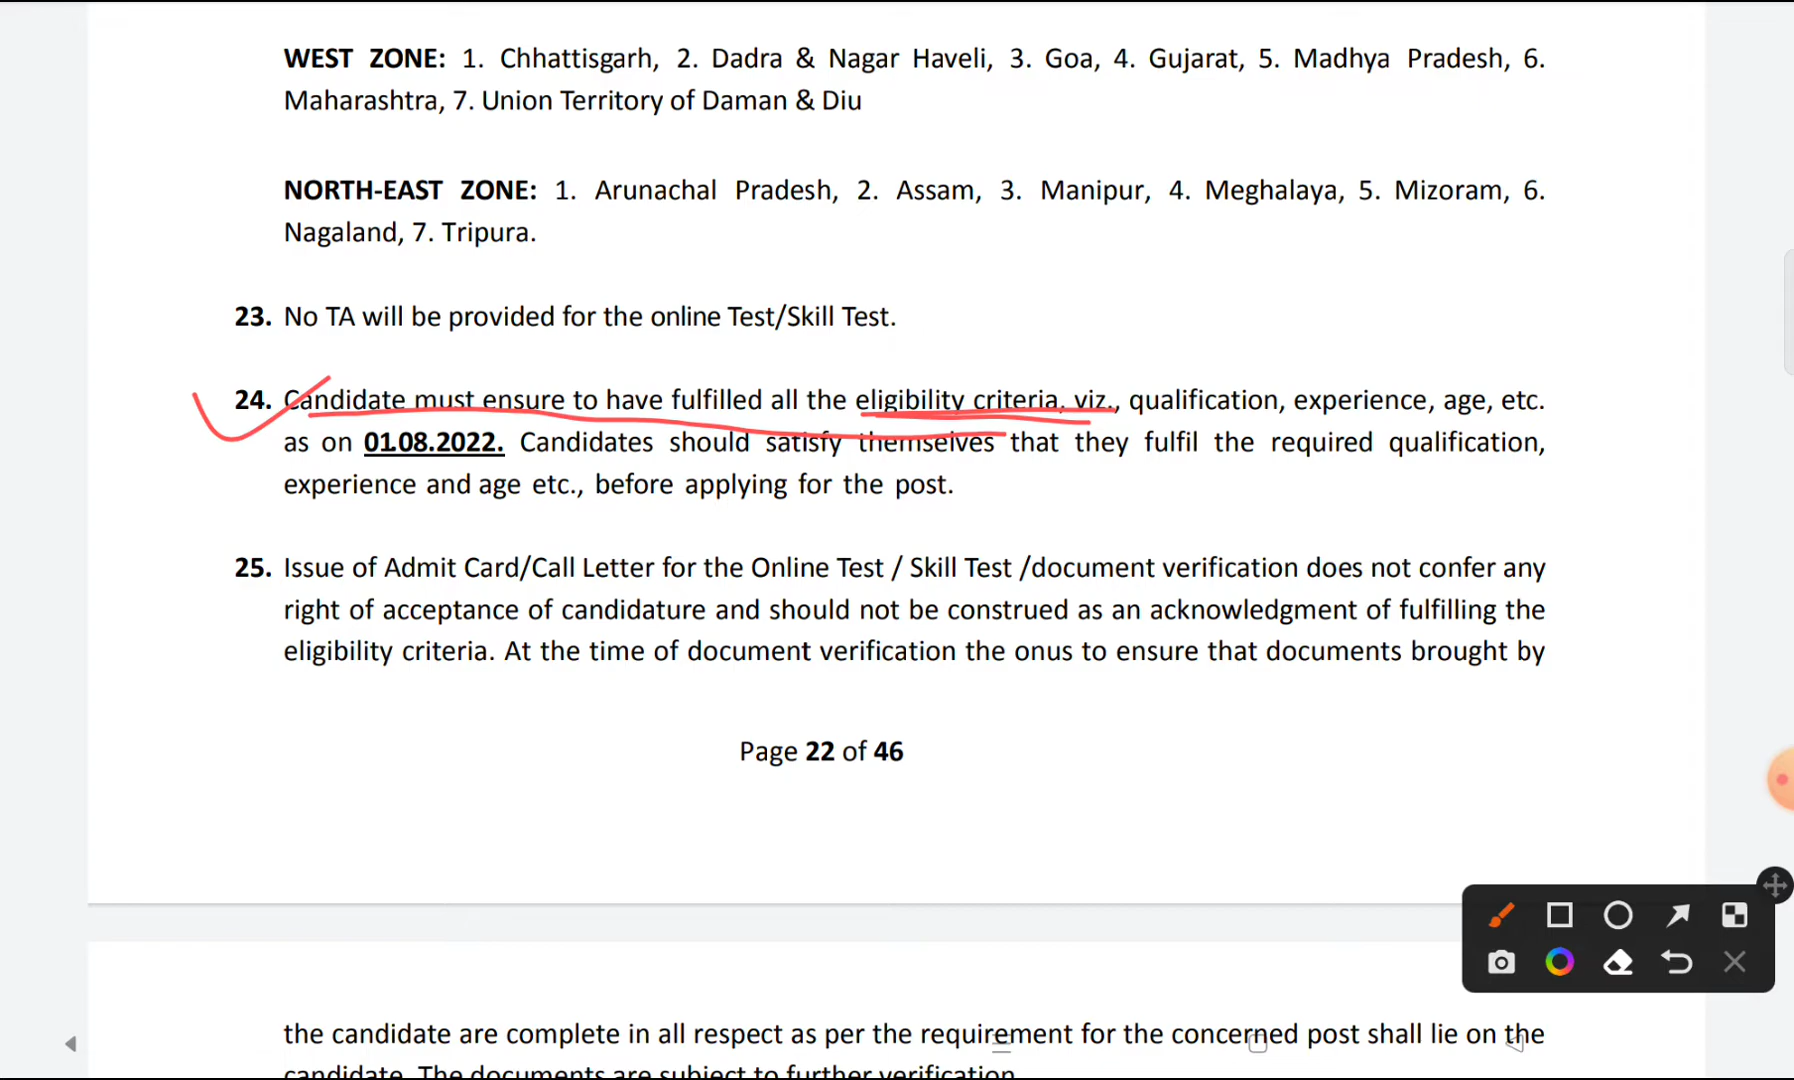 WEST ZONE: 1. Chhattisgarh, 2. Dadra & Nagar Haveli, 3. Goa, 4. Gujarat, 5. Madhya Pradesh, 6.
Maharashtra, 7. Union Territory of Daman & Diu
NORTH-EAST ZONE: 1. Arunachal Pradesh, 2. Assam, 3. Manipur, 4. Meghalaya, 5. Mizoram, 6.
Nagaland, 7. Tripura.
23. No TA will be provided for the online Test/Skill Test.
24. Candidate must ensure to have fulfilled all the eligibility criteria, viz., qualification, experience, age, etc.
as on 01.08.2022. Candidates should satisfy themselves that they fulfil the required qualification,
experience and age etc., before applying for the post.
25. Issue of Admit Card/Call Letter for the Online Test / Skill Test /document verification does not confer any
right of acceptance of candidature and should not be construed as an acknowledgment of fulfilling the
eligibility criteria. At the time of document verification the onus to ensure that documents brought by
Page 22 of 46
the candidate are complete in all respect as per the requirement for the concerned post shall lie on the
candidate. The documents are subject to further verification.